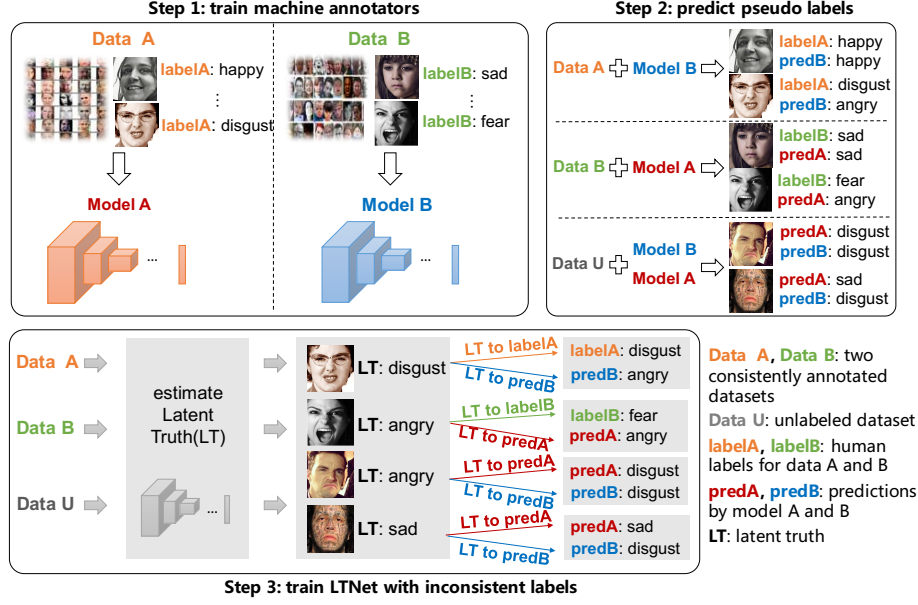 Step 1: train machine annotators
Data A
labelA: happy
⋮
labelA: disgust
Model A
...
Data B
labelB: sad
⋮
labelB: fear
Model B
...
Step 2: predict pseudo labels
Data A + Model B
labelA: happy
predB: happy
labelA: disgust
predB: angry
Data B + Model A
labelB: sad
predA: sad
labelB: fear
predA: angry
Data U + Model B
Model A
predA: disgust
predB: disgust
predA: sad
predB: disgust
Data A
Data B
Data U
estimate
Latent
Truth(LT)
...
LT: disgust
LT to labelA
LT to predB
labelA: disgust
predB: angry
LT: angry
LT to labelB
LT to predA
labelB: fear
predA: angry
LT: angry
LT to predA
LT to predB
predA: disgust
predB: disgust
LT: sad
LT to predA
LT to predB
predA: sad
predB: disgust
Step 3: train LTNet with inconsistent labels
Data A, Data B: two
consistently annotated
datasets
Data U: unlabeled dataset
labelA, labelB: human
labels for data A and B
predA, predB: predictions
by model A and B
LT: latent truth